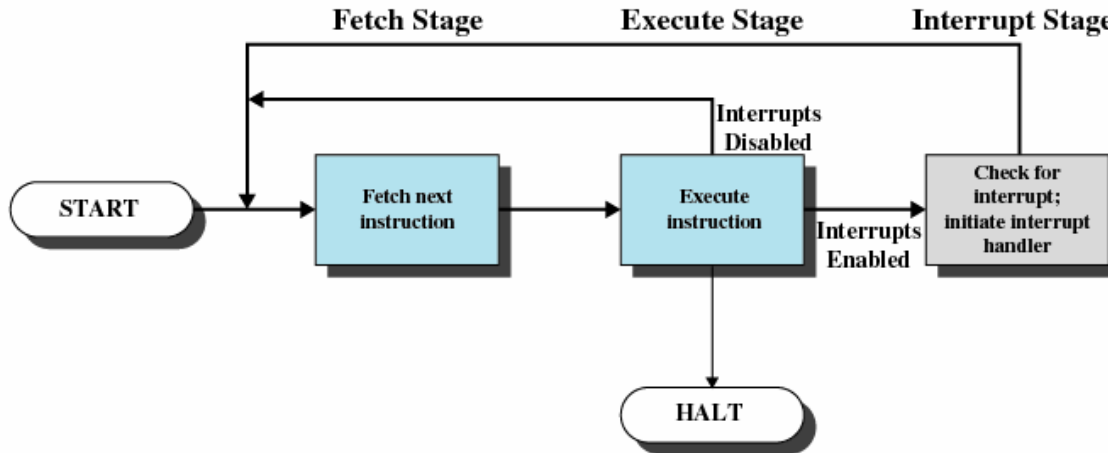 Fetch Stage
Execute Stage
Interrupt Stage
Interrupts
Disabled
START
Fetch next
instruction
Execute
instruction
Interrupts
Enabled
Check for
interrupt;
initiate interrupt
handler
HALT